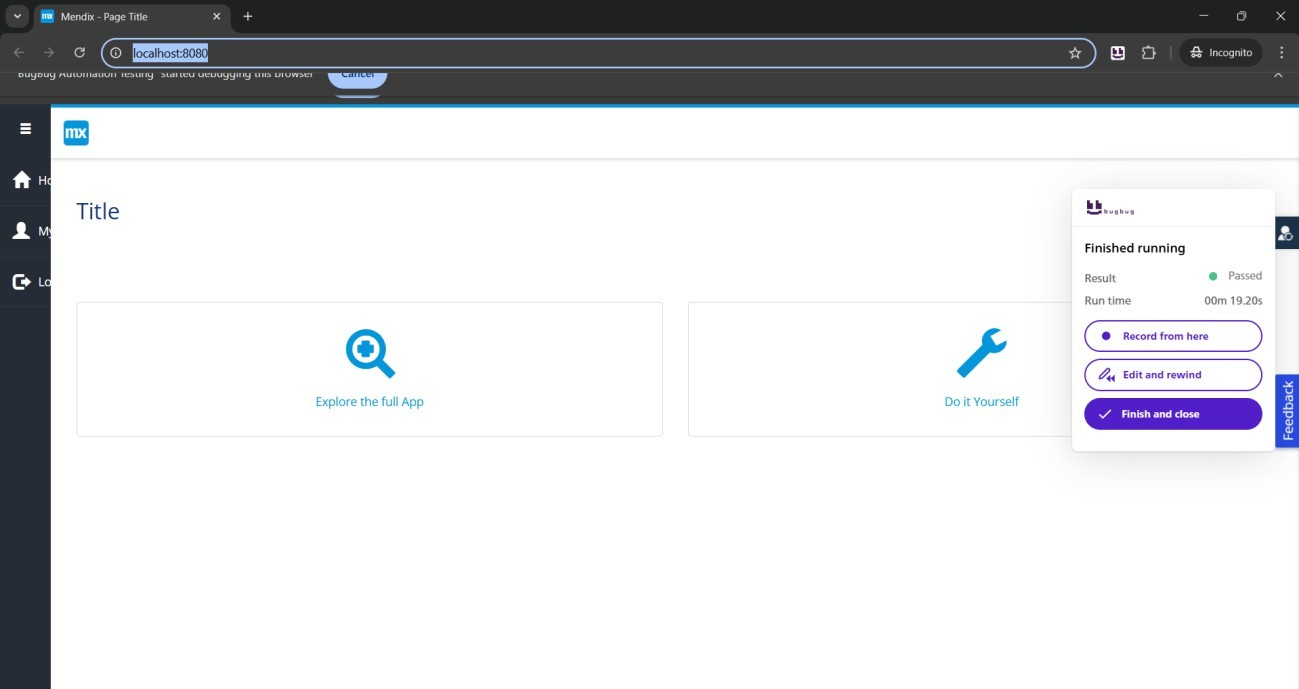 mx Mendix - Page Title
localhost:8080
Incognito
"BugBug Automation Testing" started debugging this browser
Cancel
mx
Ho
Title
bugbug
My
Finished running
Lo
Result Passed
Run time 00m 19.20s
Record from here
Edit and rewind
Explore the full App
Do it Yourself
Finish and close
Feedback